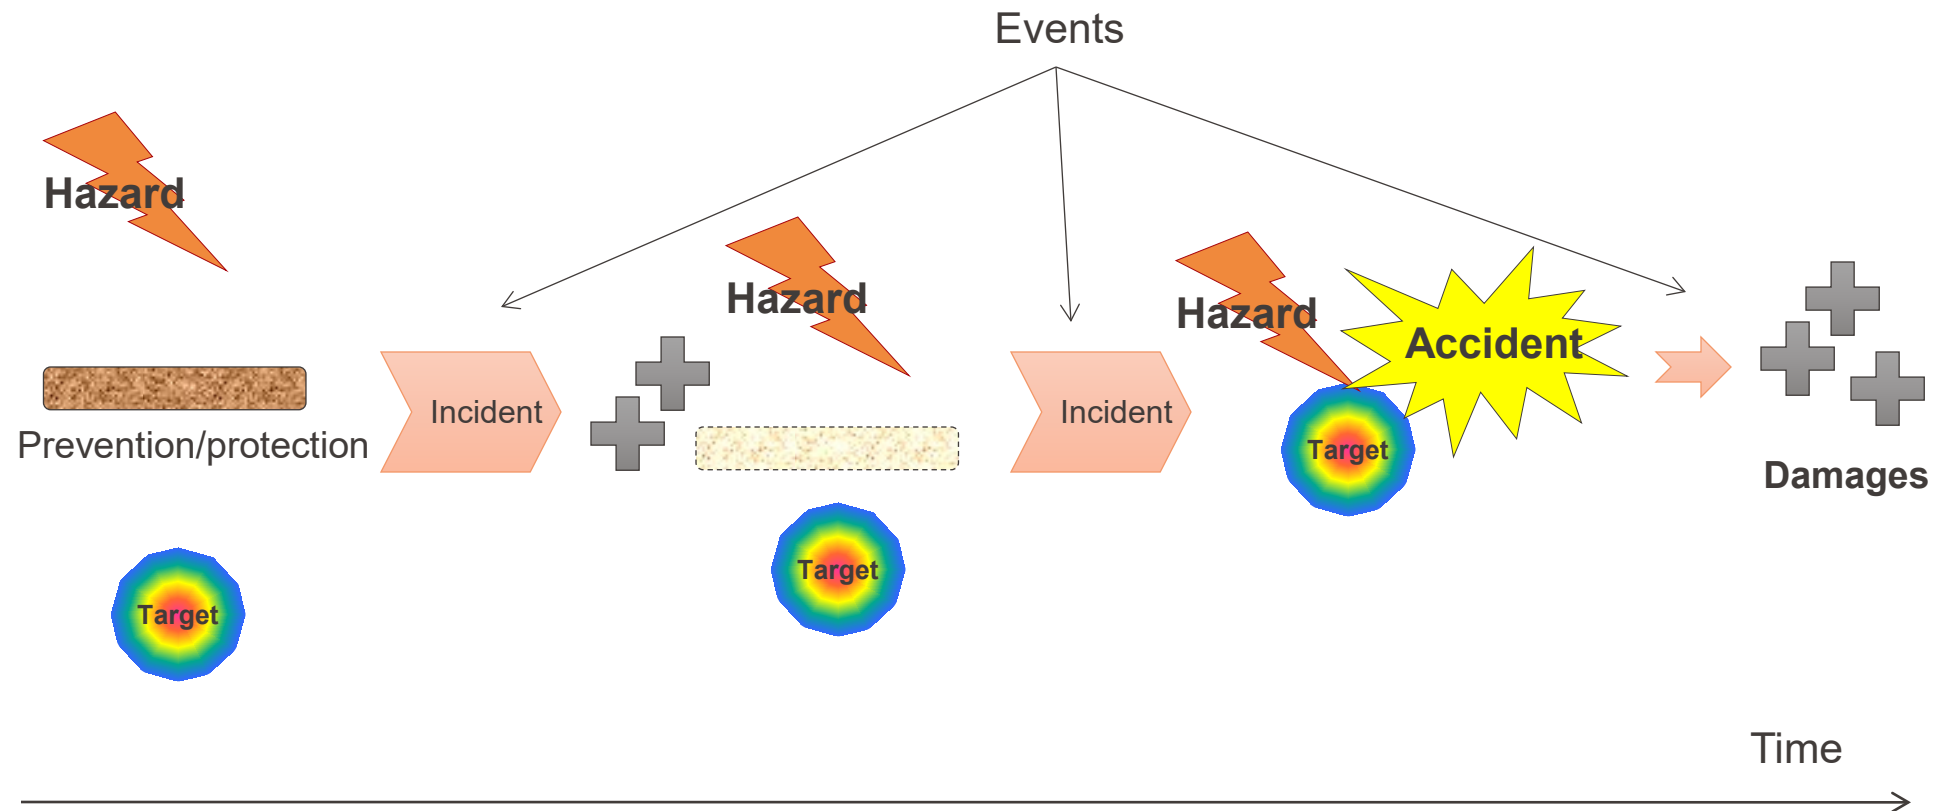 Events
Hazard
Prevention/protection
Target
Incident
Hazard
Target
Incident
Hazard
Accident
Target
Damages
Time